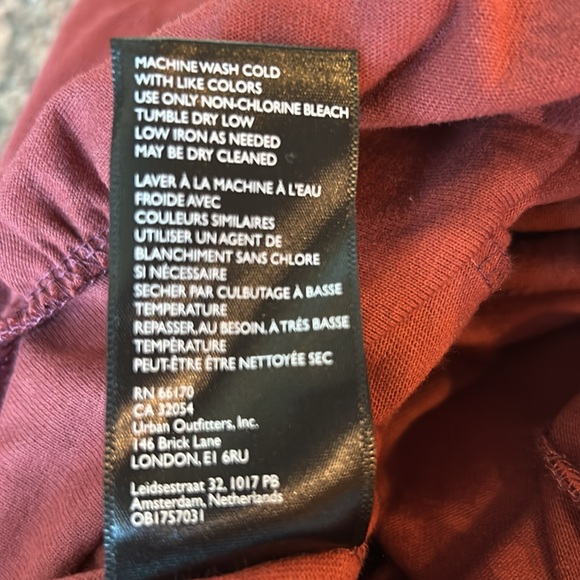 MACHINE WASH COLD
WITH LIKE COLORS
USE ONLY NON-CHLORINE BLEACH
TUMBLE DRY LOW
LOW IRON AS NEEDED
MAY BE DRY CLEANED
LAVER À LA MACHINE À L'EAU
FROIDE AVEC
COULEURS SIMILAIRES
UTILISER UN AGENT DE
BLANCHIMENT SANS CHLORE
SI NÉCESSAIRE
SECHER PAR CULBUTAGE À BASSE
TEMPERATURE
REPASSER, AU BESOIN, À TRÉS BASSE
TEMPÉRATURE
PEUT-ÊTRE ÊTRE NETTOYÉE SEC
RN 66170
CA 32054
Urban Outfitters, Inc.
146 Brick Lane
LONDON, E1 6RU
Leidsestraat 32, 1017 PB
Amsterdam, Netherlands
OB1757031